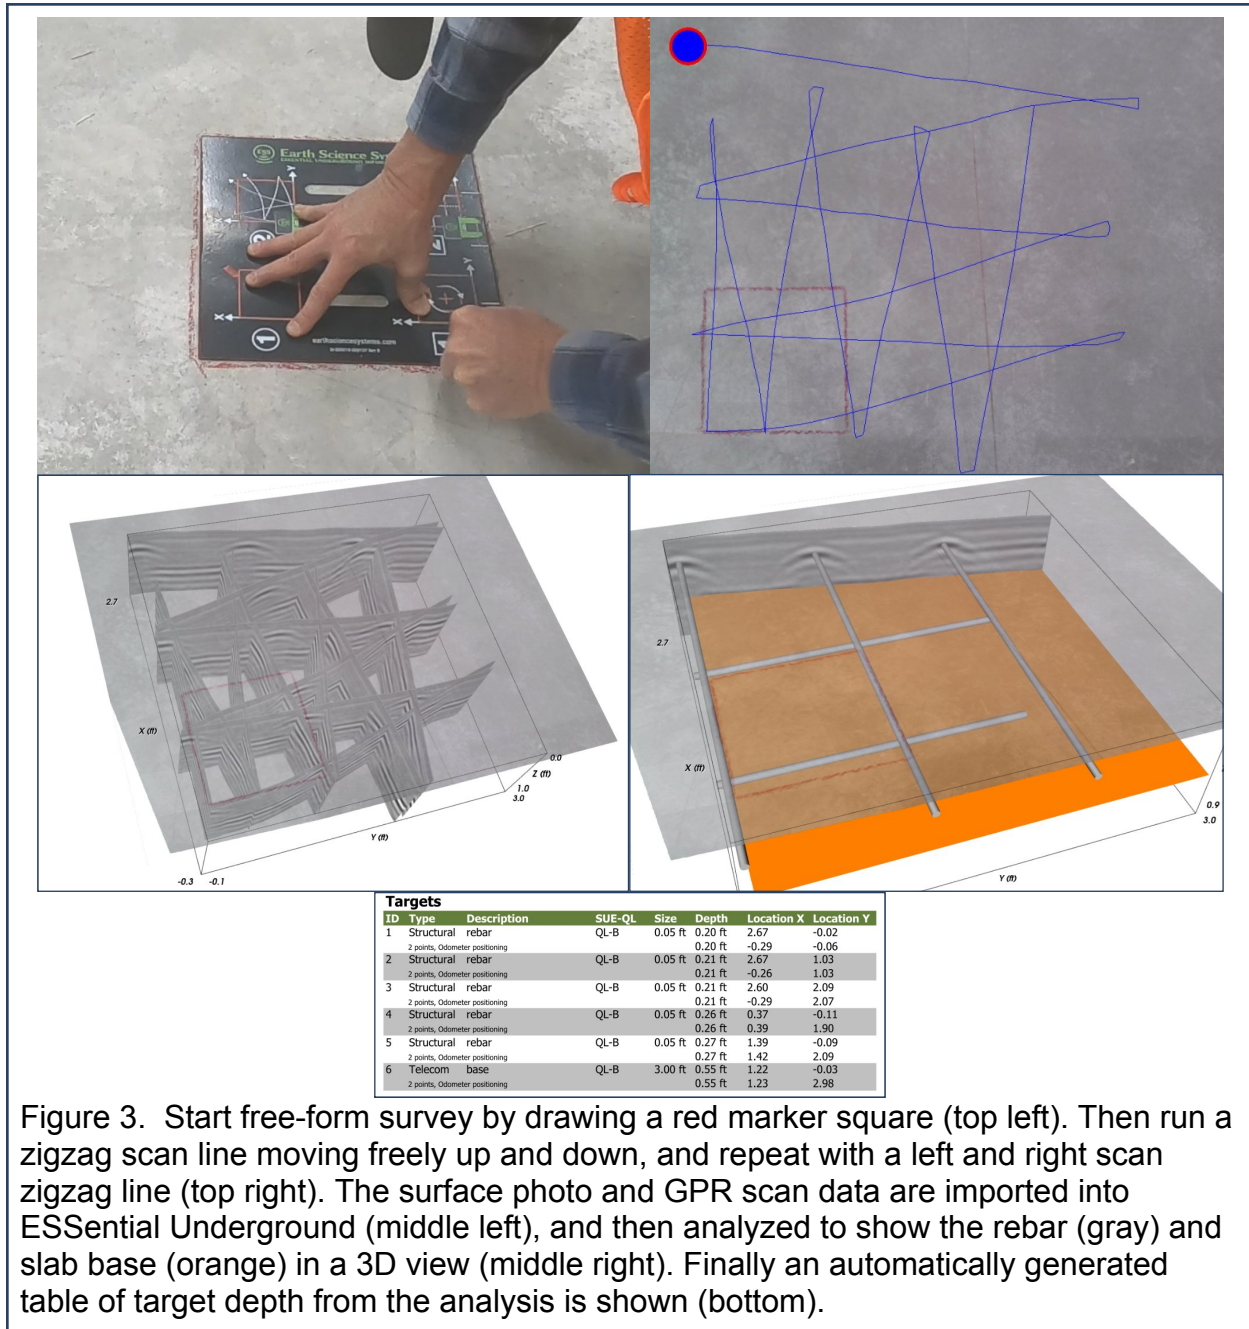 Earth Science Sy
ESSENTIAL UNDERGROUND INFOR
Y
2
2
X
1
X
Y
1
earthsciencesystems.com
2.7
X (ft)
0.0
Z (ft)
1.0
3.0
Y (ft)
-0.3 -0.1
2.7
X (ft)
0.9
3.0
Y (ft)
Targets
ID Type Description SUE-QL Size Depth Location X Location Y
1 Structural rebar QL-B 0.05 ft 0.20 ft 2.67 -0.02
2 points, Odometer positioning 0.20 ft -0.29 -0.06
2 Structural rebar QL-B 0.05 ft 0.21 ft 2.67 1.03
2 points, Odometer positioning 0.21 ft -0.26 1.03
3 Structural rebar QL-B 0.05 ft 0.21 ft 2.60 2.09
2 points, Odometer positioning 0.21 ft -0.29 2.07
4 Structural rebar QL-B 0.05 ft 0.26 ft 0.37 -0.11
2 points, Odometer positioning 0.26 ft 0.39 1.90
5 Structural rebar QL-B 0.05 ft 0.27 ft 1.39 -0.09
2 points, Odometer positioning 0.27 ft 1.42 2.09
6 Telecom base QL-B 3.00 ft 0.55 ft 1.22 -0.03
2 points, Odometer positioning 0.55 ft 1.23 2.98
Figure 3. Start free-form survey by drawing a red marker square (top left). Then run a
zigzag scan line moving freely up and down, and repeat with a left and right scan
zigzag line (top right). The surface photo and GPR scan data are imported into
ESSential Underground (middle left), and then analyzed to show the rebar (gray) and
slab base (orange) in a 3D view (middle right). Finally an automatically generated
table of target depth from the analysis is shown (bottom).